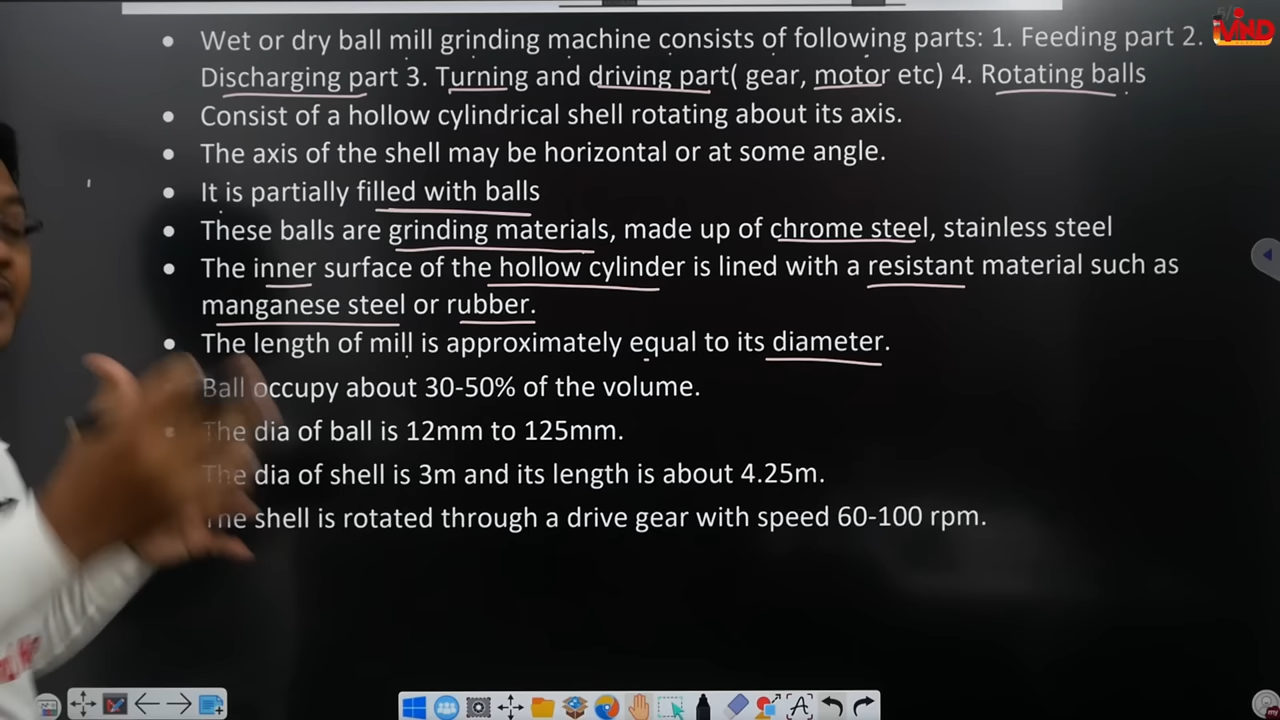 • Wet or dry ball mill grinding machine consists of following parts: 1. Feeding part 2.
Discharging part 3. Turning and driving part( gear, motor etc) 4. Rotating balls
• Consist of a hollow cylindrical shell rotating about its axis.
• The axis of the shell may be horizontal or at some angle.
• It is partially filled with balls
• These balls are grinding materials, made up of chrome steel, stainless steel
• The inner surface of the hollow cylinder is lined with a resistant material such as
manganese steel or rubber.
• The length of mill is approximately equal to its diameter.
Ball occupy about 30-50% of the volume.
• The dia of ball is 12mm to 125mm.
The dia of shell is 3m and its length is about 4.25m.
The shell is rotated through a drive gear with speed 60-100 rpm.